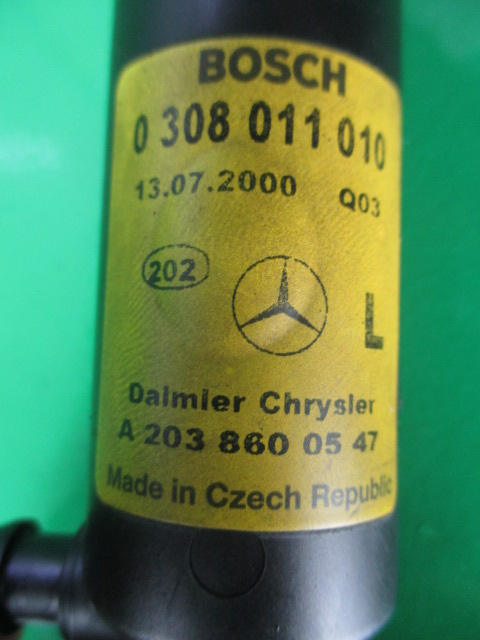 BOSCH
0 308 011 010
13.07.2000 Q03
202
L
Daimler Chrysler
A 203 860 05 47
Made in Czech Republic